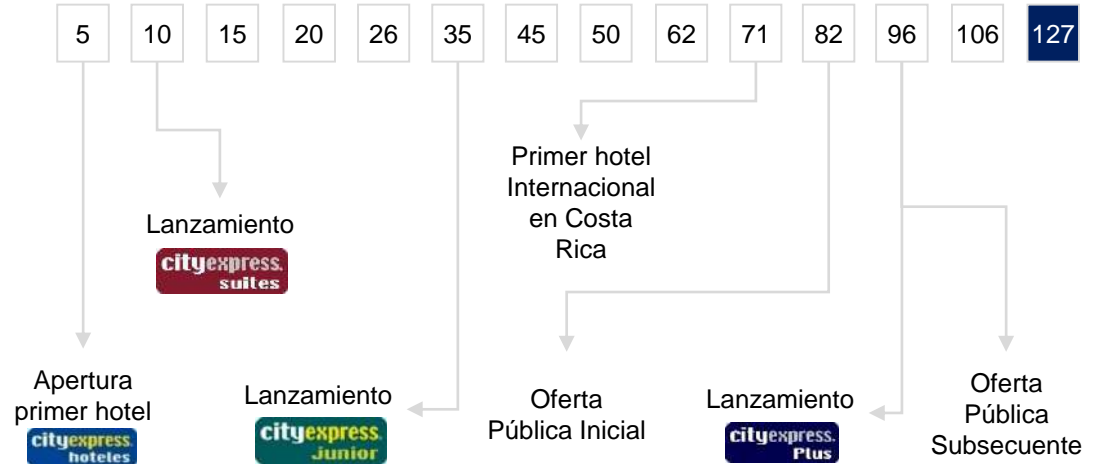 5 10 15 20 26 35 45 50 62 71 82 96 106 127
Primer hotel
Internacional
en Costa
Rica
Lanzamiento
cityexpress.
suites
Apertura
primer hotel
cityexpress.
hoteles
Lanzamiento
cityexpress.
Junior
Oferta
Pública Inicial
Lanzamiento
cityexpress.
Plus
Oferta
Pública
Subsecuente